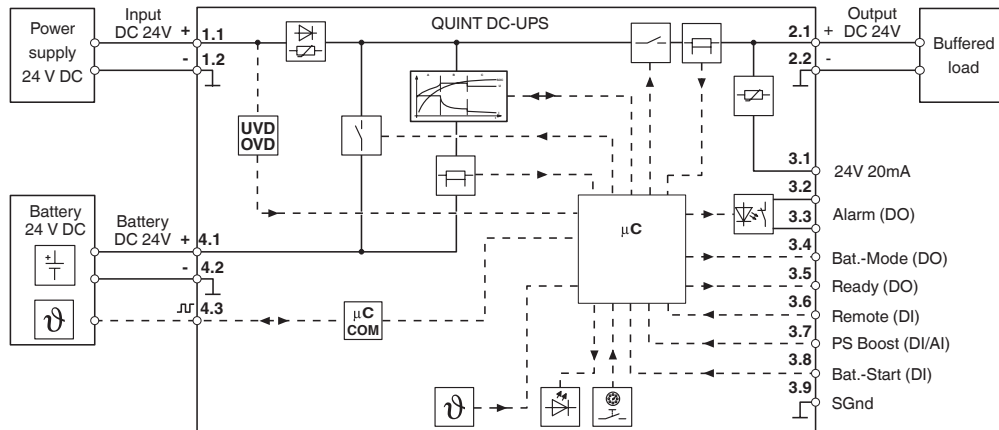 Power
supply
24 V DC
Input
DC 24V
+
1.1
-
1.2
QUINT DC-UPS
2.1
+
Output
DC 24V
2.2
-
Buffered
load
UVD
OVD
3.1
24V 20mA
3.2
Alarm (DO)
3.3
3.4
Bat.-Mode (DO)
3.5
Ready (DO)
3.6
Remote (DI)
3.7
PS Boost (DI/AI)
3.8
Bat.-Start (DI)
3.9
SGnd
µC
Battery
24 V DC
+
Battery
DC 24V
+
4.1
-
4.2
4.3
ϑ
µC
COM
ϑ